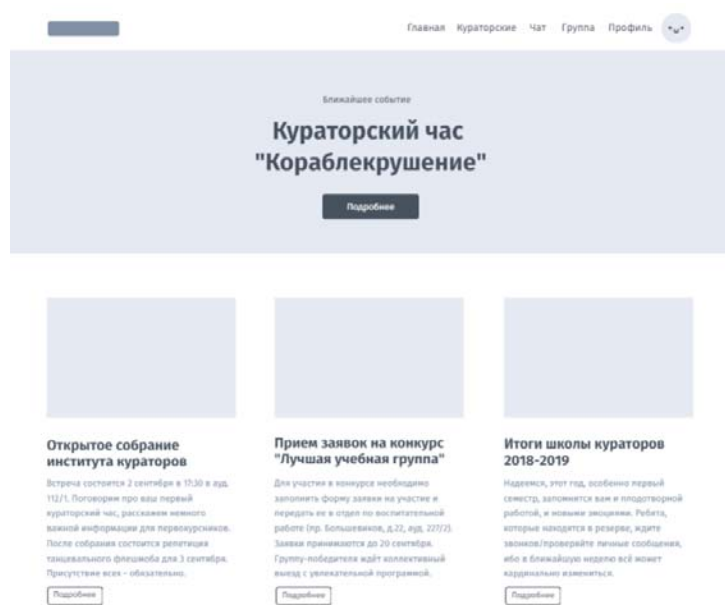 Главная Кураторские Чат Группа Профиль
Ближайшее событие
Кураторский час
"Кораблекрушение"
Подробнее
Открытое собрание
института кураторов
Встреча состоится 2 сентября в 17:30 в ауд.
112/1. Поговорим про ваш первый
кураторский час, расскажем немного
важной информации для первокурсников.
После собрания состоится репетиция
танцевального флешмоба для 3 сентября.
Присутствие всех – обязательно.
Подробнее
Прием заявок на конкурс
"Лучшая учебная группа"
Для участия в конкурсе необходимо
заполнить форму заявки на участие и
передать ее в отдел по воспитательной
работе (пр. Большевиков, д.22, ауд. 227/2).
Заявки принимаются до 20 сентября.
Группу-победителя ждёт коллективный
выезд с увлекательной программой.
Подробнее
Итоги школы кураторов
2018-2019
Надеемся, этот год, особенно первый
семестр, запомнится вам и плодотворной
работой, и новыми эмоциями. Ребята,
которые находятся в резерве, ждите
звонков/проверяйте личные сообщения,
ибо в ближайшую неделю всё может
кардинально измениться.
Подробнее